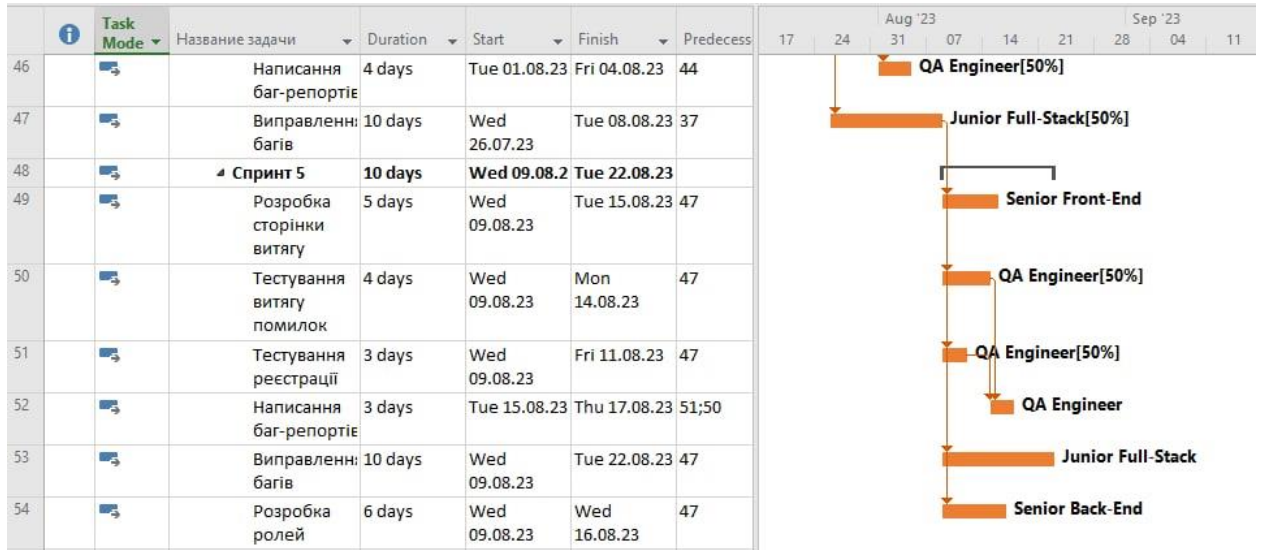 Aug '23 Sep '23
Task
Mode Название задачи Duration Start Finish Predecess 17 24 31 07 14 21 28 04 11
46 Написання 4 days Tue 01.08.23 Fri 04.08.23 44 QA Engineer[50%]
баг-репортів
47 Виправлення 10 days Wed Tue 08.08.23 37 Junior Full-Stack[50%]
багів 26.07.23
48 Спринт 5 10 days Wed 09.08.2 Tue 22.08.23
49 Розробка 5 days Wed Tue 15.08.23 47 Senior Front-End
сторінки 09.08.23
витягу
50 Тестування 4 days Wed Mon 47 QA Engineer[50%]
витягу 09.08.23 14.08.23
помилок
51 Тестування 3 days Wed Fri 11.08.23 47 QA Engineer[50%]
реєстрації 09.08.23
52 Написання 3 days Tue 15.08.23 Thu 17.08.23 51;50 QA Engineer
баг-репортів
53 Виправлення 10 days Wed Tue 22.08.23 47 Junior Full-Stack
багів 09.08.23
54 Розробка 6 days Wed Wed 47 Senior Back-End
ролей 09.08.23 16.08.23